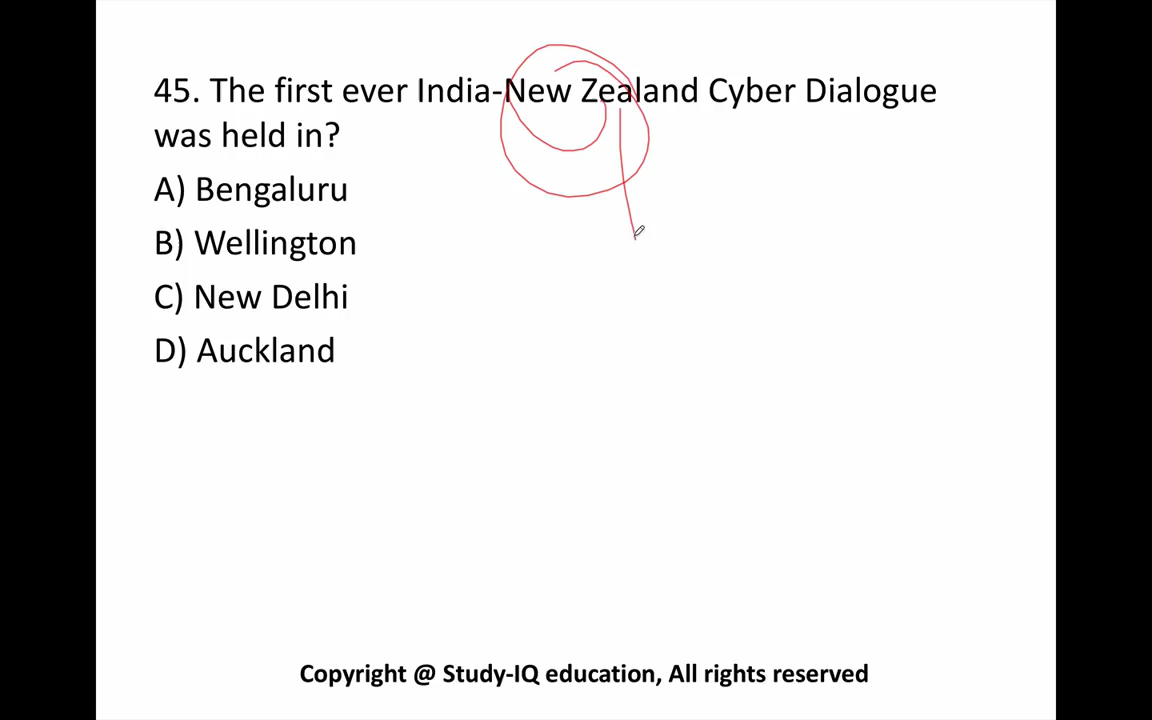 45. The first ever India-New Zealand Cyber Dialogue
was held in?
A) Bengaluru
B) Wellington
C) New Delhi
D) Auckland
Copyright @ Study-IQ education, All rights reserved